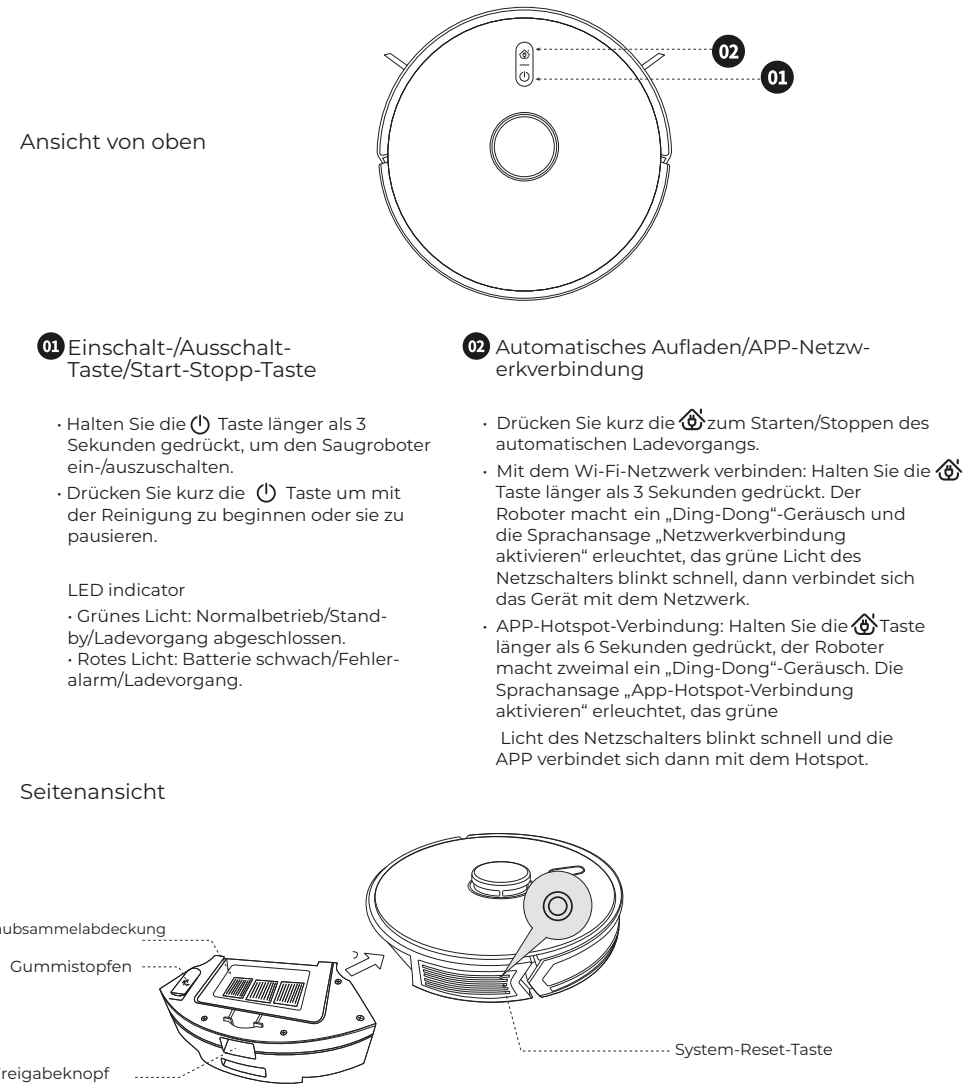 02
01
Ansicht von oben
01 Einschalt-/Ausschalt-
Taste/Start-Stopp-Taste
· Halten Sie die Taste länger als 3
Sekunden gedrückt, um den Saugroboter
ein-/auszuschalten.
· Drücken Sie kurz die Taste um mit
der Reinigung zu beginnen oder sie zu
pausieren.
LED indicator
· Grünes Licht: Normalbetrieb/Stand-
by/Ladevorgang abgeschlossen.
· Rotes Licht: Batterie schwach/Fehler-
alarm/Ladevorgang.
02 Automatisches Aufladen/APP-Netzw-
erkverbindung
· Drücken Sie kurz die zum Starten/Stoppen des
automatischen Ladevorgangs.
· Mit dem Wi-Fi-Netzwerk verbinden: Halten Sie die
Taste länger als 3 Sekunden gedrückt. Der
Roboter macht ein „Ding-Dong“-Geräusch und
die Sprachansage „Netzwerkverbindung
aktivieren“ erleuchtet, das grüne Licht des
Netzschalters blinkt schnell, dann verbindet sich
das Gerät mit dem Netzwerk.
· APP-Hotspot-Verbindung: Halten Sie die Taste
länger als 6 Sekunden gedrückt, der Roboter
macht zweimal ein „Ding-Dong“-Geräusch. Die
Sprachansage „App-Hotspot-Verbindung
aktivieren“ erleuchtet, das grüne
Licht des Netzschalters blinkt schnell und die
APP verbindet sich dann mit dem Hotspot.
Seitenansicht
ubsammelabdeckung
Gummistopfen
System-Reset-Taste
reigabeknopf